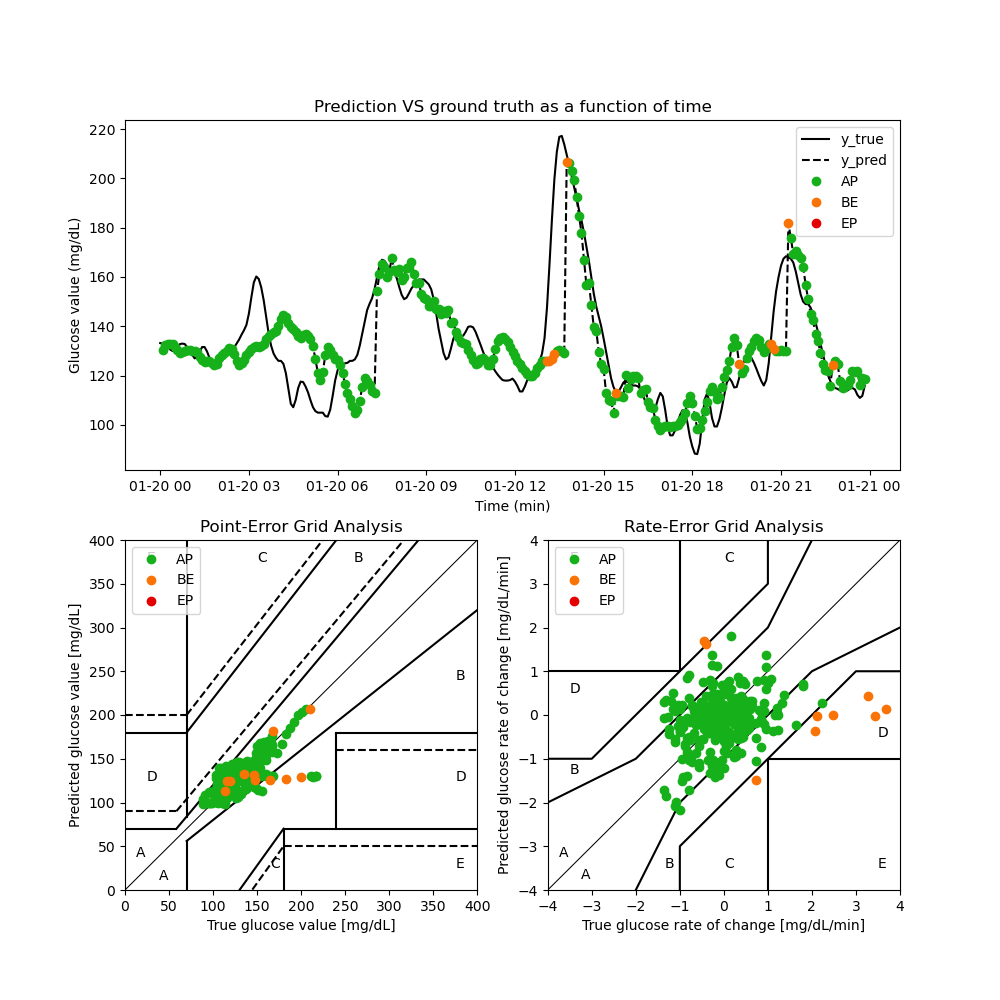 Prediction VS ground truth as a function of time
Glucose value (mg/dL)
220
200
180
160
140
120
100
y_true
y_pred
AP
BE
EP
01-20 00 01-20 03 01-20 06 01-20 09 01-20 12 01-20 15 01-20 18 01-20 21 01-21 00
Time (min)
Point-Error Grid Analysis
Predicted glucose value [mg/dL]
400
350
300
250
200
150
100
50
0
AP
BE
EP
C
B
B
D
D
A
A
C
E
0 50 100 150 200 250 300 350 400
True glucose value [mg/dL]
Rate-Error Grid Analysis
Predicted glucose rate of change [mg/dL/min]
4
3
2
1
0
−1
−2
−3
−4
AP
BE
EP
C
D
D
B
A
A
B
C
E
−4 −3 −2 −1 0 1 2 3 4
True glucose rate of change [mg/dL/min]